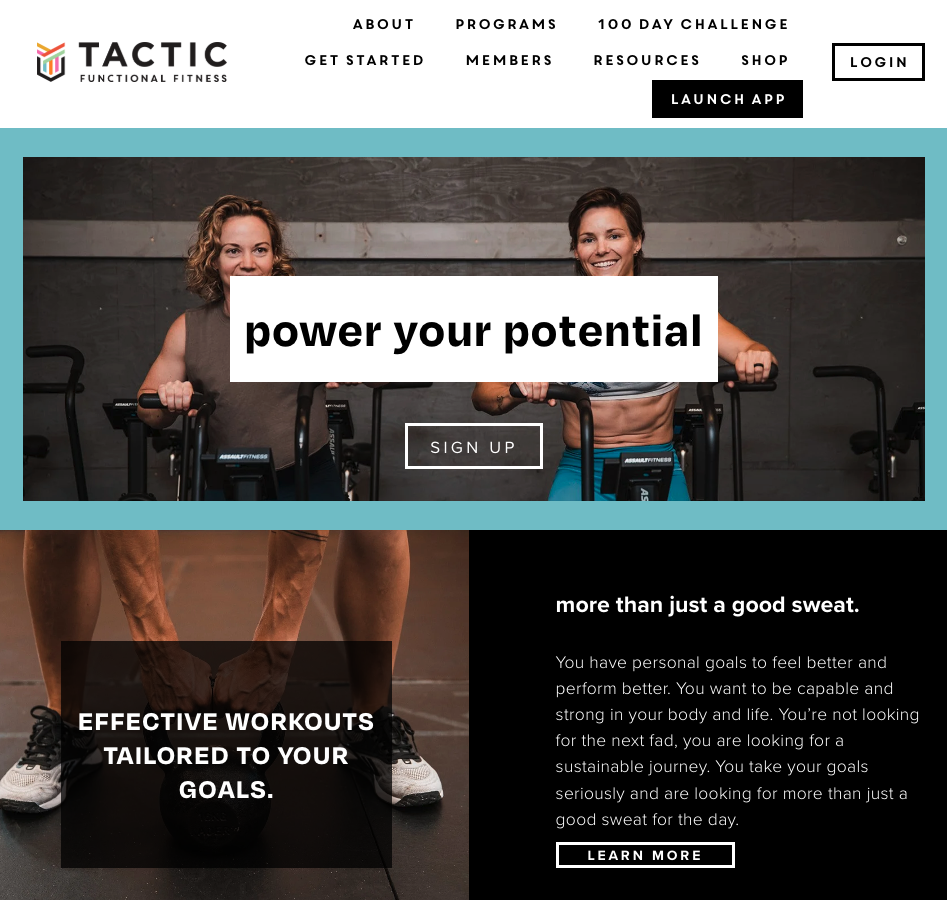 TACTIC
FUNCTIONAL FITNESS
ABOUT PROGRAMS 100 DAY CHALLENGE
GET STARTED MEMBERS RESOURCES SHOP
LOGIN
LAUNCH APP
power your potential
SIGN UP
ASSAULTFITNESS
ASSAULTFITNESS
EFFECTIVE WORKOUTS
TAILORED TO YOUR
GOALS.
more than just a good sweat.
You have personal goals to feel better and
perform better. You want to be capable and
strong in your body and life. You’re not looking
for the next fad, you are looking for a
sustainable journey. You take your goals
seriously and are looking for more than just a
good sweat for the day.
LEARN MORE